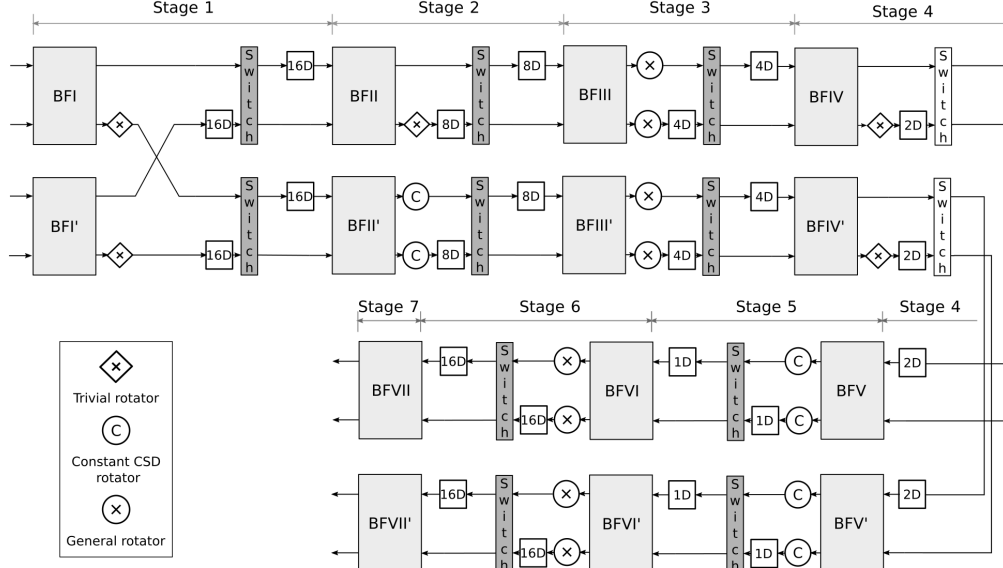 Stage 1 Stage 2 Stage 3 Stage 4
BFI 16D Switch 16D BFII 8D Switch 8D BFIII 4D Switch 4D BFIV 2D Switch
BFI' 16D Switch 16D BFII' C C 8D Switch 8D BFIII' 4D Switch 4D BFIV' 2D Switch
Stage 7 Stage 6 Stage 5 Stage 4
BFVII 16D Switch 16D BFVI 1D Switch 1D C C BFV 2D
Trivial rotator
C
Constant CSD
rotator
General rotator
BFVII' 16D Switch 16D BFVI' 1D Switch 1D C C BFV' 2D